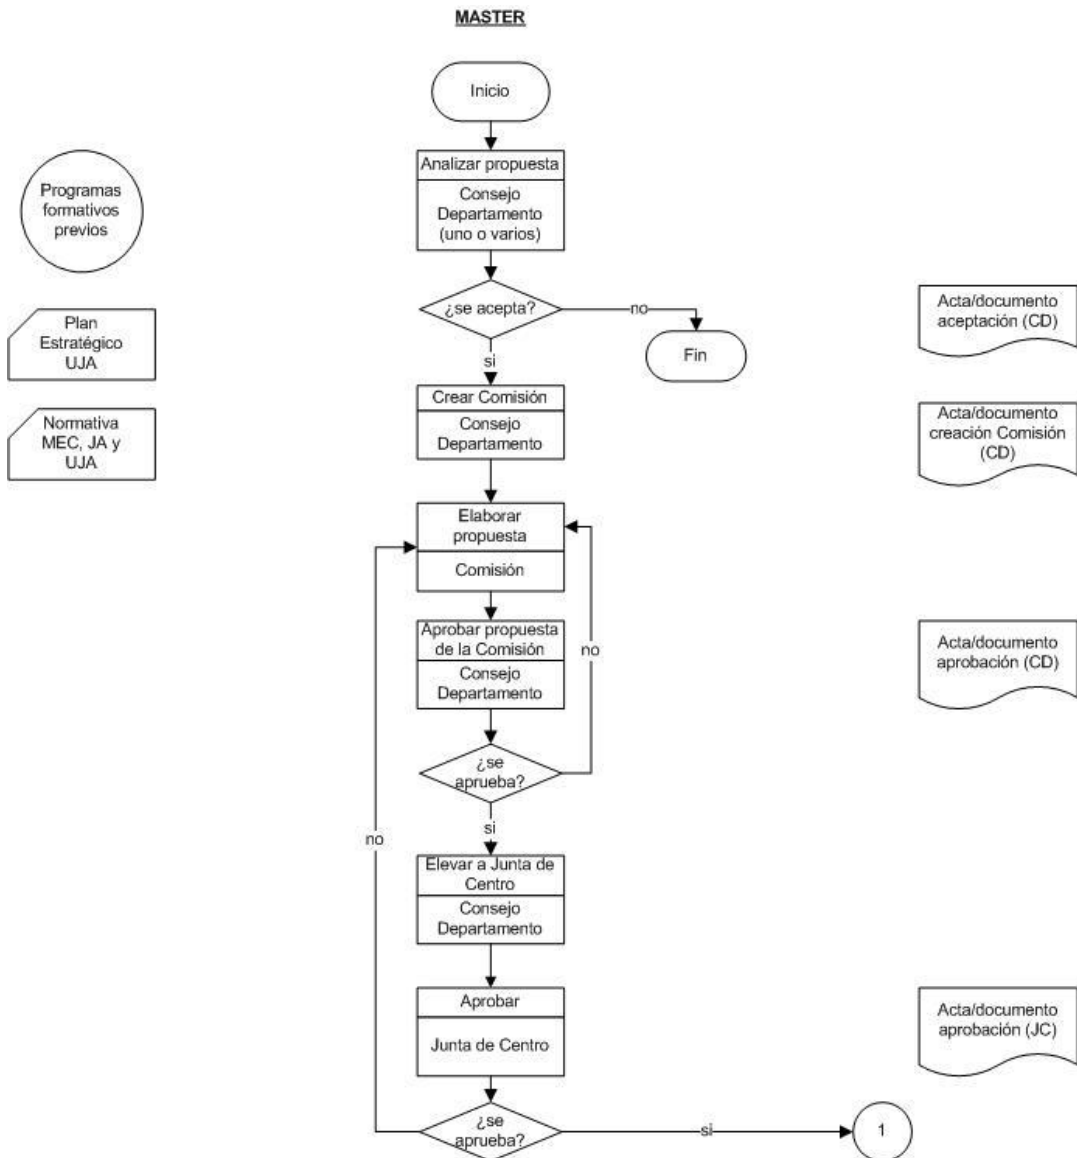 MASTER
Inicio
Analizar propuesta
Consejo
Departamento
(uno o varios)
Programas
formativos
previos
¿se acepta?
no
Fin
Acta/documento
aceptación (CD)
Plan
Estratégico
UJA
si
Crear Comisión
Consejo
Departamento
Acta/documento
creación Comisión
(CD)
Normativa
MEC, JA y
UJA
Elaborar
propuesta
Comisión
Aprobar propuesta
de la Comisión
Consejo
Departamento
no
Acta/documento
aprobación (CD)
¿se
aprueba?
si
no
Elevar a Junta de
Centro
Consejo
Departamento
Aprobar
Junta de Centro
Acta/documento
aprobación (JC)
¿se
aprueba?
si
1